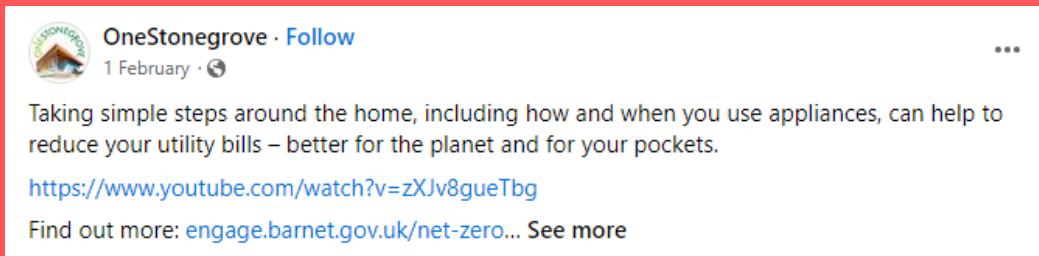 ONESTONEGROVE
OneStonegrove · Follow
1 February ·
Taking simple steps around the home, including how and when you use appliances, can help to
reduce your utility bills – better for the planet and for your pockets.
https://www.youtube.com/watch?v=zXJv8gueTbg
Find out more: engage.barnet.gov.uk/net-zero... See more